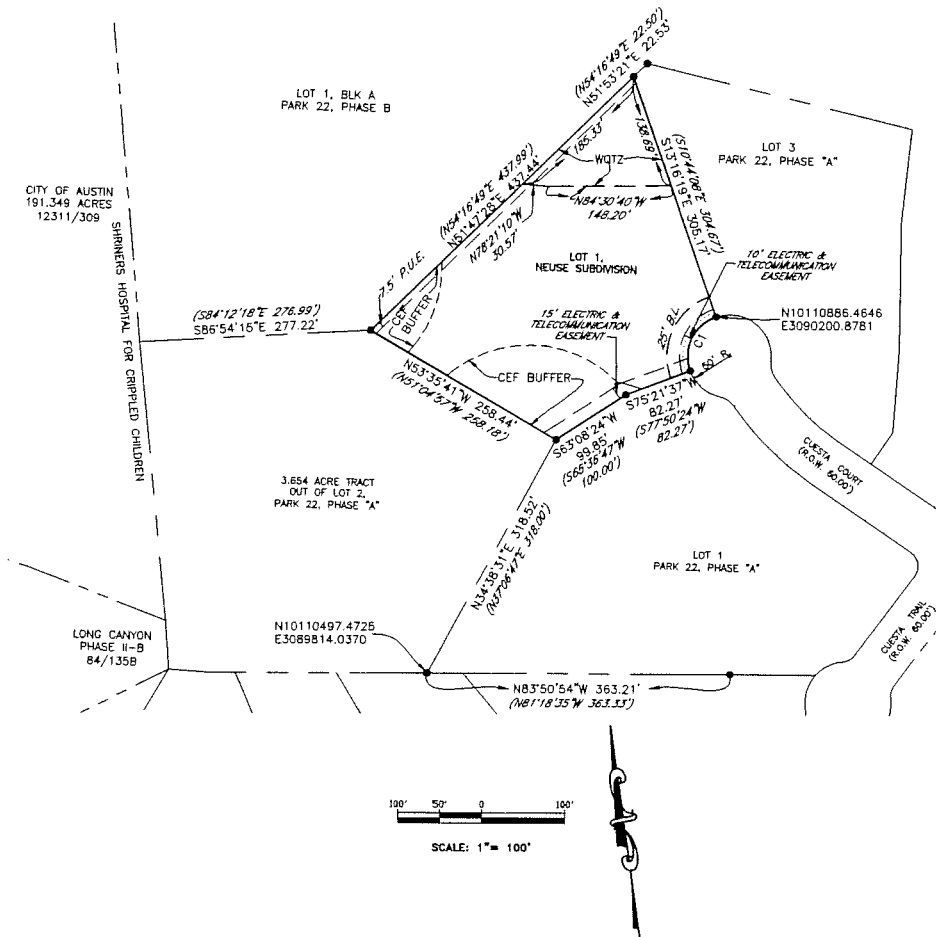 (N54°16'49"E 22.50')
N51°53'21"E 22.53'
LOT 1, BLK A
PARK 22, PHASE B
185.33'
138.69'
WQTZ
(S10°44'06"E 304.67')
S13°16'19"E 305.17'
LOT 3
PARK 22, PHASE "A"
CITY OF AUSTIN
191.349 ACRES
12311/309
SHRINERS HOSPITAL FOR CRIPPLED CHILDREN
(N54°16'49"E 437.99')
N51°47'28"E 437.44'
N84°30'40"W
148.20'
N78°21'10"W
30.57'
7.5' P.U.E.
LOT 1,
NEUSE SUBDIVISION
10' ELECTRIC &
TELECOMMUNICATION
EASEMENT
(S84°12'18"E 276.99')
S86°54'15"E 277.22'
CEF
BUFFER
15' ELECTRIC &
TELECOMMUNICATION
EASEMENT
25' B.L.
C1
50' R
N10110886.4646
E3090200.8781
N53°35'41"W 258.44'
(N51°04'57"W 258.18')
CEF BUFFER
S75°21'37"W
82.27'
(S77°50'24"W
82.27')
S63°08'24"W
99.85'
(S65°36'47"W
100.00')
CUESTA COURT
(R.O.W. 60.00')
3.654 ACRE TRACT
OUT OF LOT 2,
PARK 22, PHASE "A"
N34°38'31"E 318.52'
(N37°06'47"E 318.00')
LOT 1
PARK 22, PHASE "A"
CUESTA TRAIL
(R.O.W. 60.00')
LONG CANYON
PHASE II-B
84/135B
N10110497.4725
E3089814.0370
N83°50'54"W 363.21'
(N81°18'35"W 363.33')
100' 50' 0 100'
SCALE: 1"= 100'